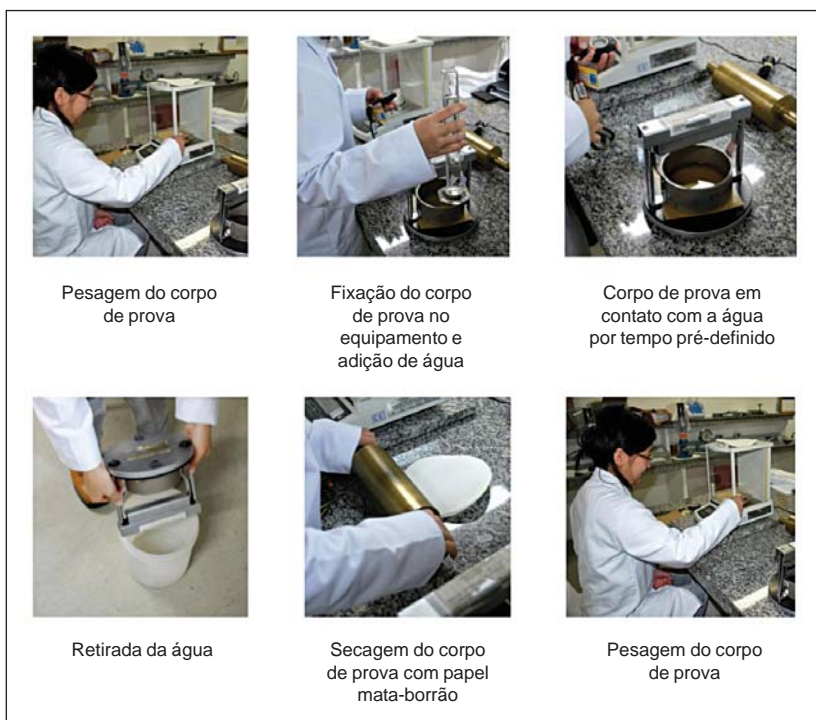 Pesagem do corpo
de prova
Fixação do corpo
de prova no
equipamento e
adição de água
Corpo de prova em
contato com a água
por tempo pré-definido
Retirada da água
Secagem do corpo
de prova com papel
mata-borrão
Pesagem do corpo
de prova